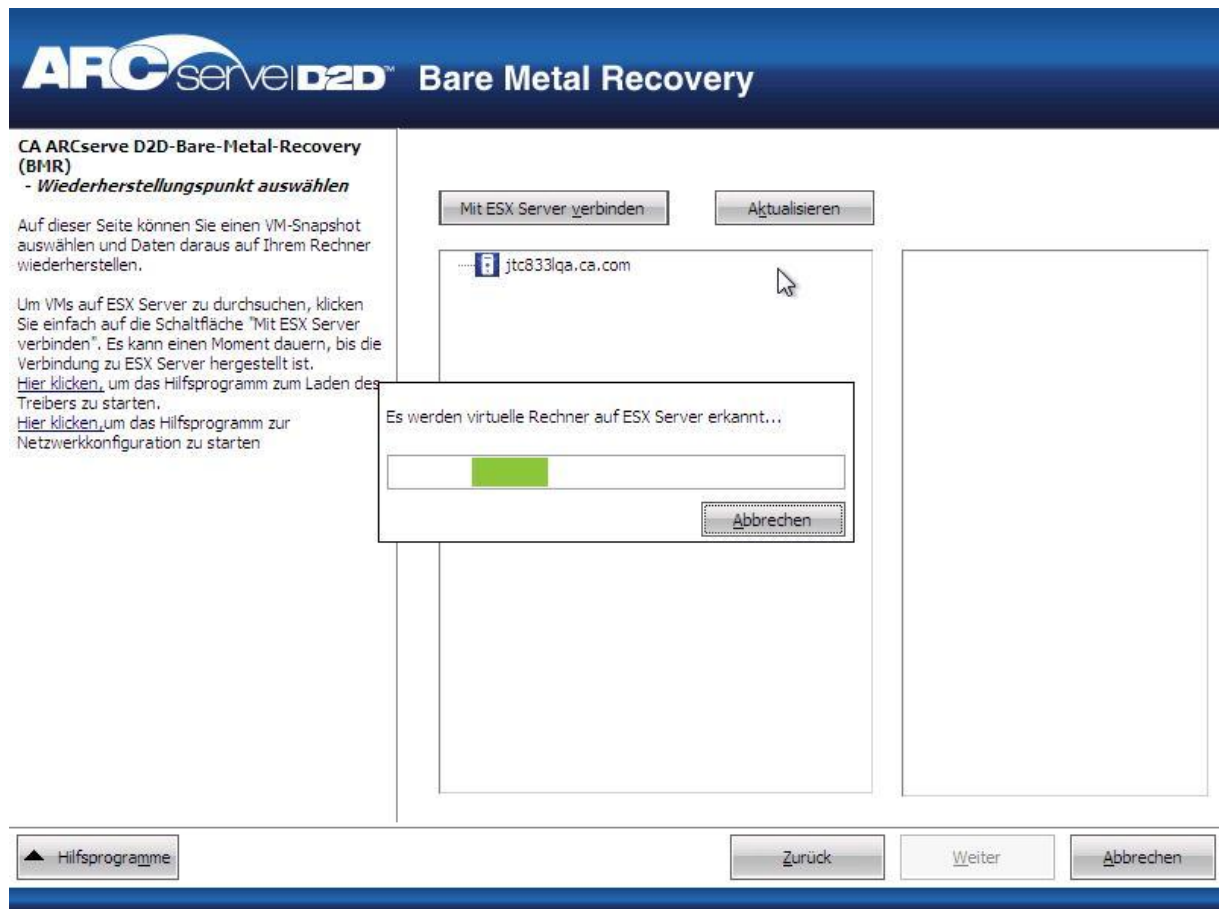 ARCserve D2D™ Bare Metal Recovery
CA ARCserve D2D-Bare-Metal-Recovery
(BMR)
- Wiederherstellungspunkt auswählen
Auf dieser Seite können Sie einen VM-Snapshot
auswählen und Daten daraus auf Ihrem Rechner
wiederherstellen.
Um VMs auf ESX Server zu durchsuchen, klicken
Sie einfach auf die Schaltfläche "Mit ESX Server
verbinden". Es kann einen Moment dauern, bis die
Verbindung zu ESX Server hergestellt ist.
Hier klicken, um das Hilfsprogramm zum Laden des
Treibers zu starten.
Hier klicken,um das Hilfsprogramm zur
Netzwerkkonfiguration zu starten
Mit ESX Server verbinden
Aktualisieren
jtc833lqa.ca.com
Es werden virtuelle Rechner auf ESX Server erkannt...
Abbrechen
Hilfsprogramme
Zurück
Weiter
Abbrechen